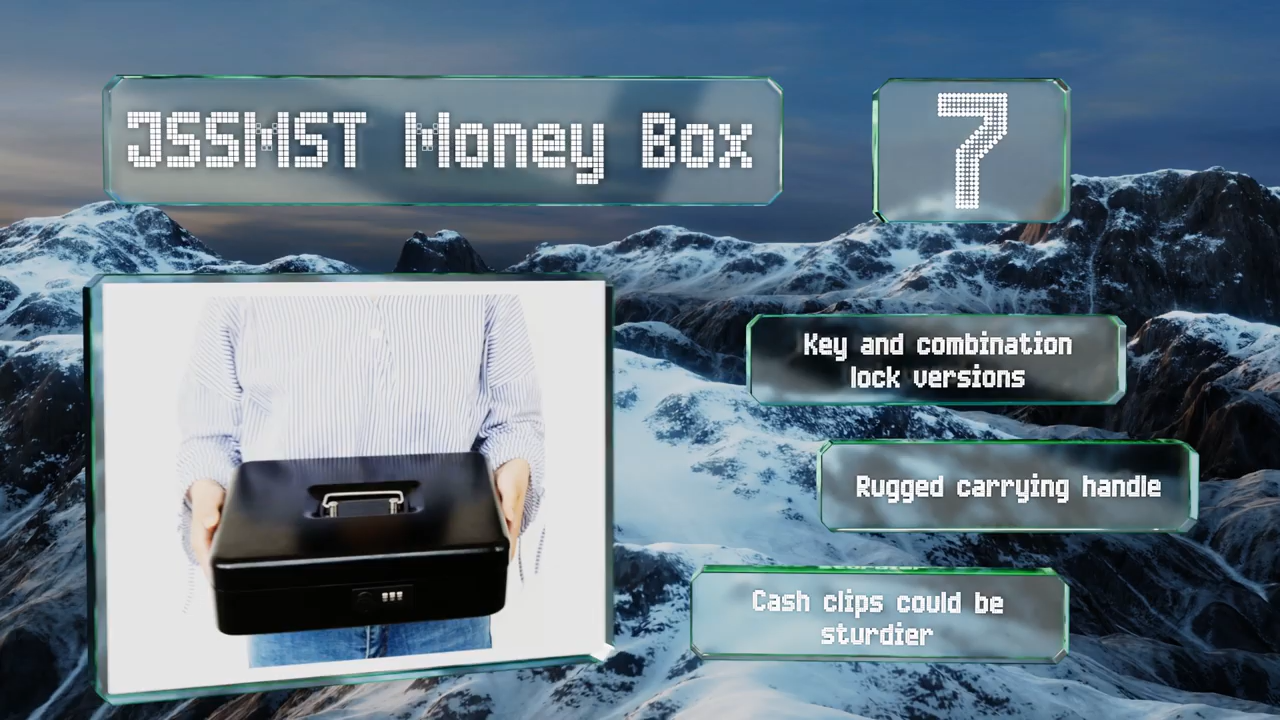 JSSMST Money Box
7
Key and combination
lock versions
Rugged carrying handle
Cash clips could be
sturdier